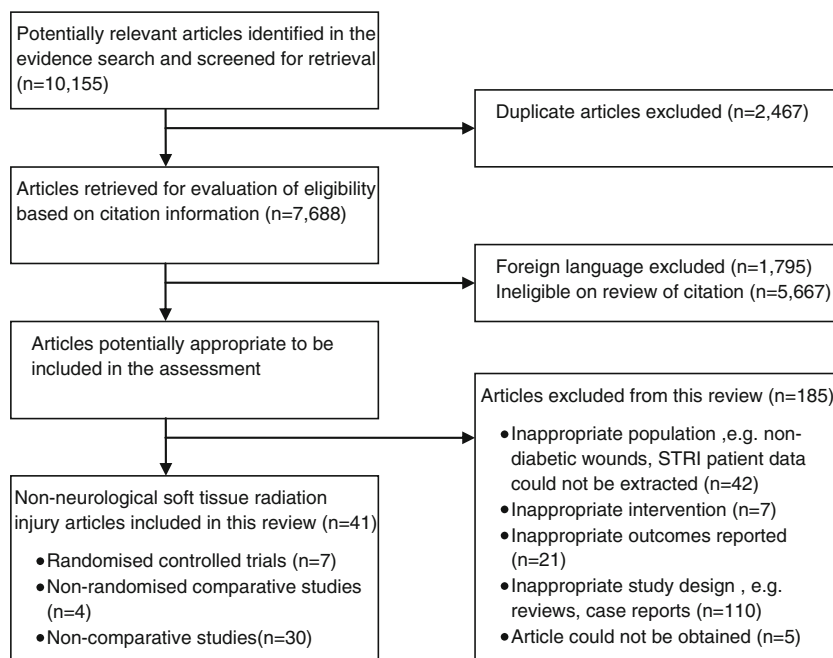 Potentially relevant articles identified in the
evidence search and screened for retrieval
(n=10,155)
Duplicate articles excluded (n=2,467)
Articles retrieved for evaluation of eligibility
based on citation information (n=7,688)
Foreign language excluded (n=1,795)
Ineligible on review of citation (n=5,667)
Articles potentially appropriate to be
included in the assessment
Articles excluded from this review (n=185)
•Inappropriate population ,e.g. non-
diabetic wounds, STRI patient data
could not be extracted (n=42)
•Inappropriate intervention (n=7)
•Inappropriate outcomes reported
(n=21)
•Inappropriate study design , e.g.
reviews, case reports (n=110)
•Article could not be obtained (n=5)
Non-neurological soft tissue radiation
injury articles included in this review (n=41)
•Randomised controlled trials (n=7)
•Non-randomised comparative studies
(n=4)
•Non-comparative studies(n=30)